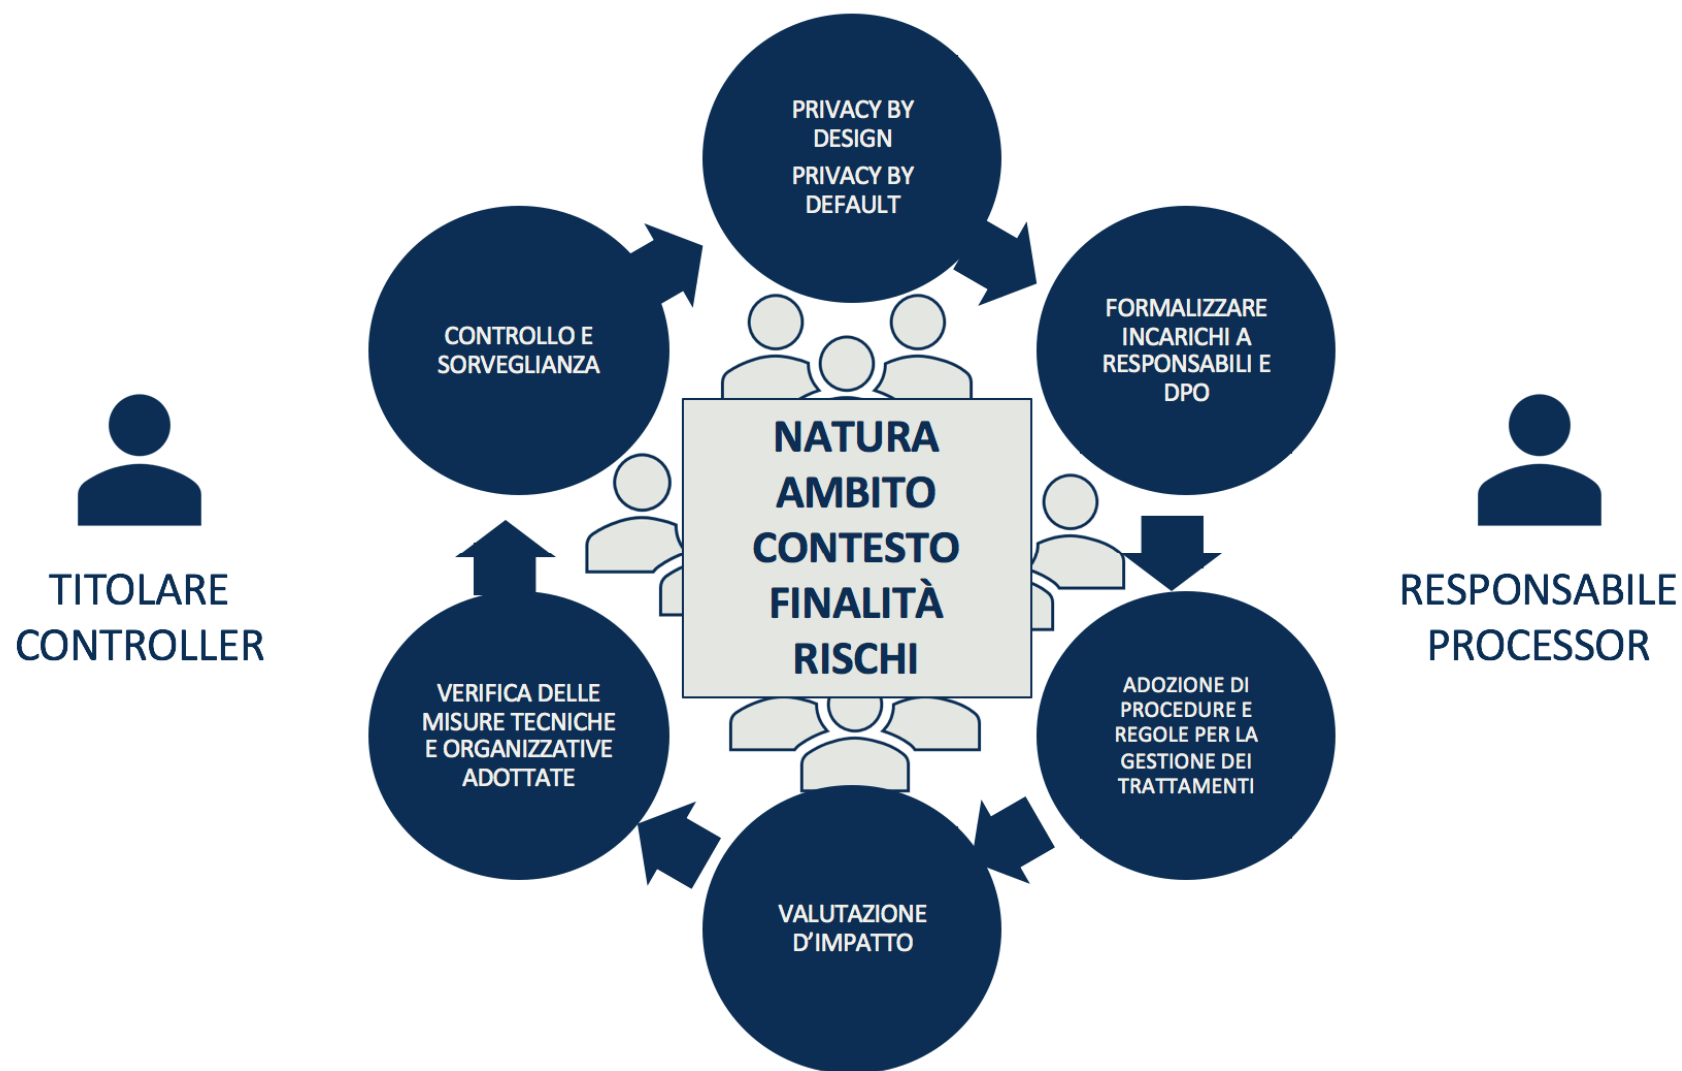 PRIVACY BY
DESIGN
PRIVACY BY
DEFAULT
FORMALIZZARE
INCARICHI A
RESPONSABILI E
DPO
ADOZIONE DI
PROCEDURE E
REGOLE PER LA
GESTIONE DEI
TRATTAMENTI
VALUTAZIONE
D’IMPATTO
VERIFICA DELLE
MISURE TECNICHE
E ORGANIZZATIVE
ADOTTATE
CONTROLLO E
SORVEGLIANZA
NATURA
AMBITO
CONTESTO
FINALITÀ
RISCHI
TITOLARE
CONTROLLER
RESPONSABILE
PROCESSOR